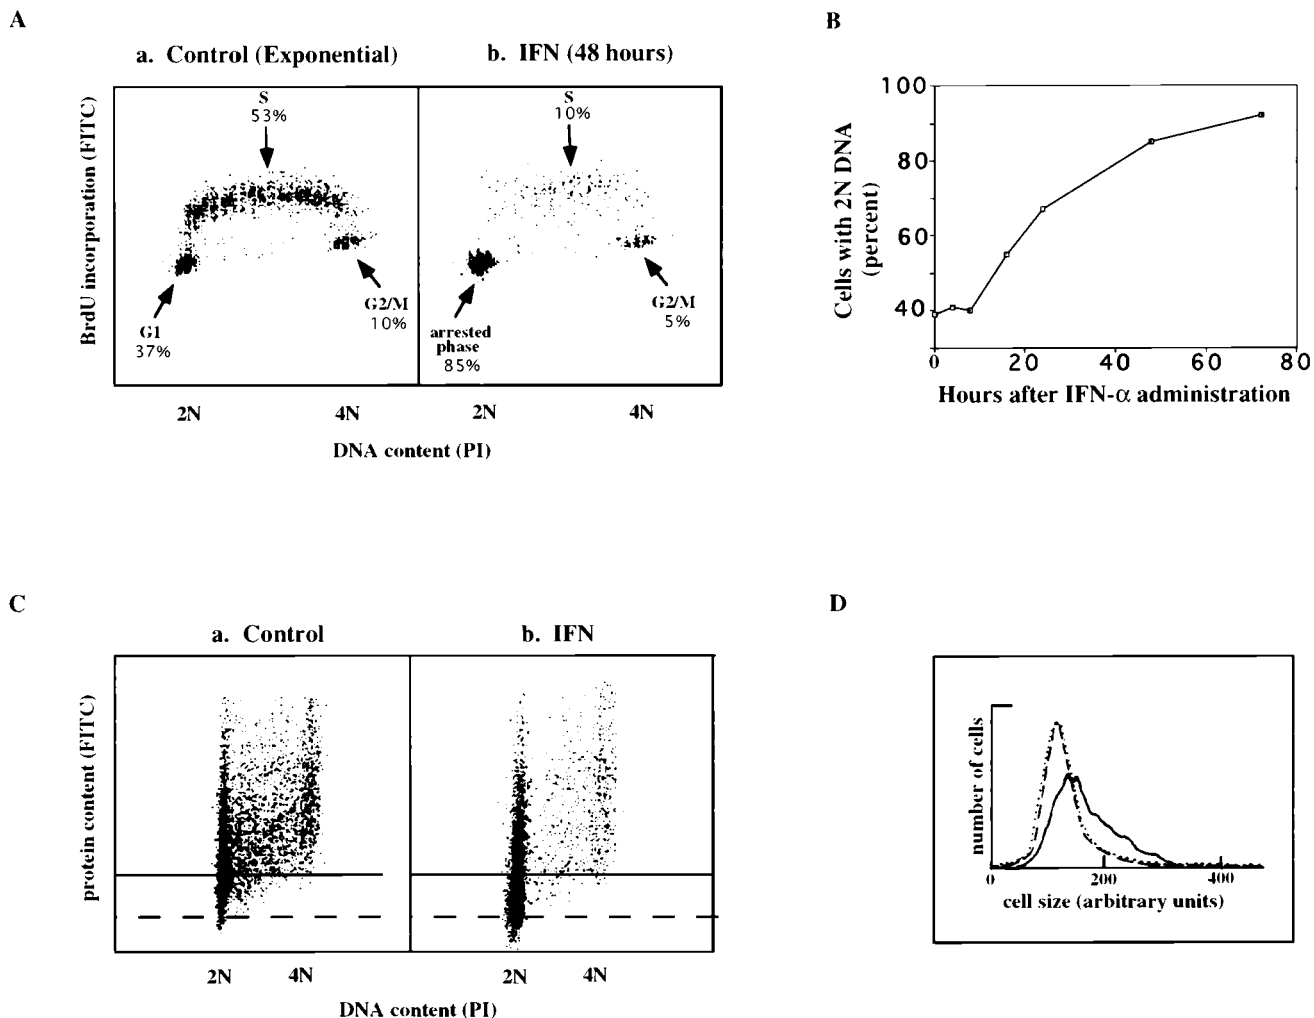 A
a. Control (Exponential)
b. IFN (48 hours)
BrdU incorporation (FITC)
S
53%
G1
37%
G2/M
10%
S
10%
arrested
phase
85%
G2/M
5%
2N
4N
2N
4N
DNA content (PI)
B
Cells with 2N DNA
(percent)
100
80
60
40
0
20
40
60
80
Hours after IFN-α administration
C
a. Control
b. IFN
protein content (FITC)
2N
4N
2N
4N
DNA content (PI)
D
number of cells
0
200
400
cell size (arbitrary units)